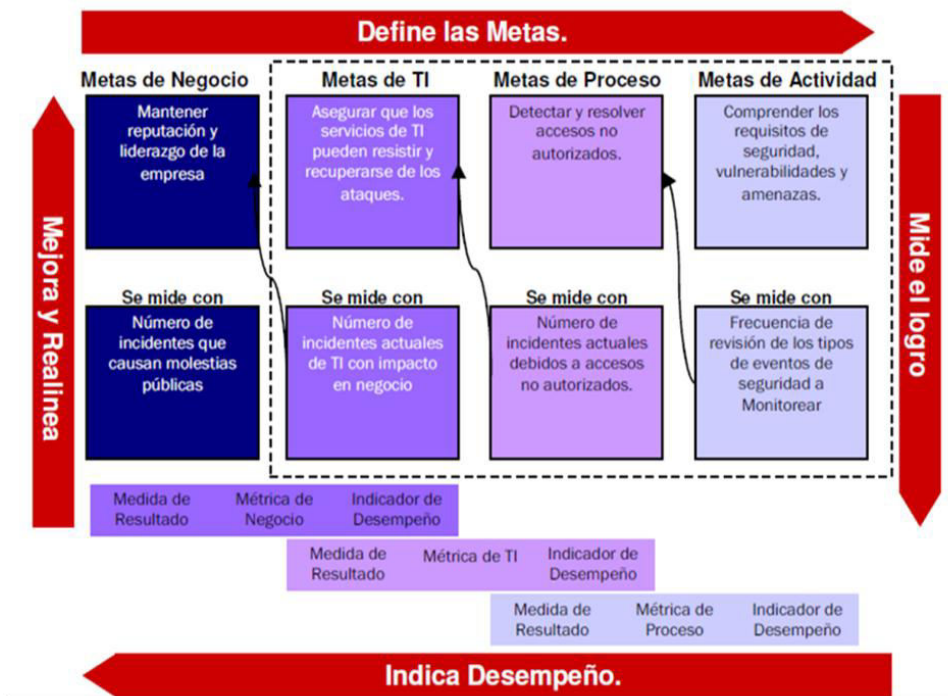 Define las Metas.
Metas de Negocio
Metas de TI
Metas de Proceso
Metas de Actividad
Mantener
reputación y
liderazgo de la
empresa
Asegurar que los
servicios de TI
pueden resistir y
recuperarse de los
ataques.
Detectar y resolver
accesos no
autorizados.
Comprender los
requisitos de
seguridad,
vulnerabilidades y
amenazas.
Mejora y Realinea
Mide el logro
Se mide con
Se mide con
Se mide con
Se mide con
Número de
incidentes que
causan molestias
públicas
Número de
incidentes actuales
de TI con impacto
en negocio
Número de
incidentes actuales
debidos a accesos
no autorizados.
Frecuencia de
revisión de los tipos
de eventos de
seguridad a
Monitorear
Medida de
Resultado
Métrica de
Negocio
Indicador de
Desempeño
Medida de
Resultado
Métrica de TI
Indicador de
Desempeño
Medida de
Resultado
Métrica de
Proceso
Indicador de
Desempeño
Indica Desempeño.